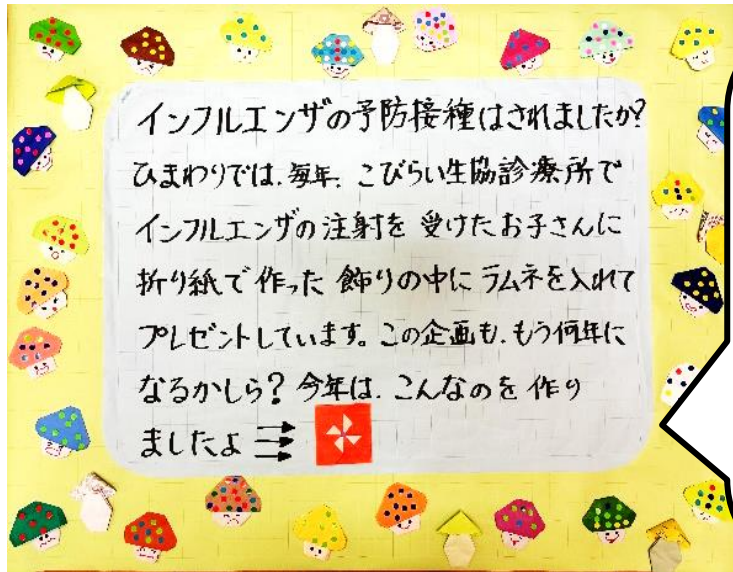 インフルエンザの予防接種はされましたか?
ひまわりでは、毎年、こびらい生協診療所で
インフルエンザの注射を受けたお子さんに
折り紙で作った飾りの中にラムネを入れて
プレゼントしています。この企画も、もう何年に
なるかしら?今年は、こんなのを作り
ましたよ